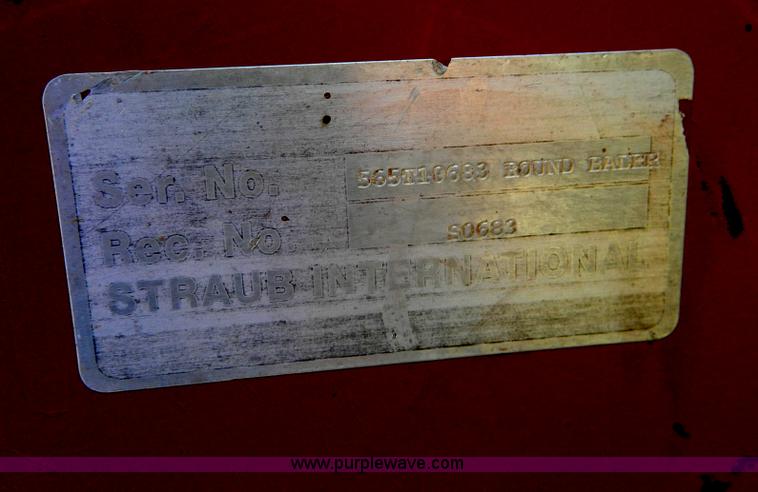 Ser. No. 565T10683 ROUND BALER
Rec. No. S0683
STRAUB INTERNATIONAL
www.purplewave.com